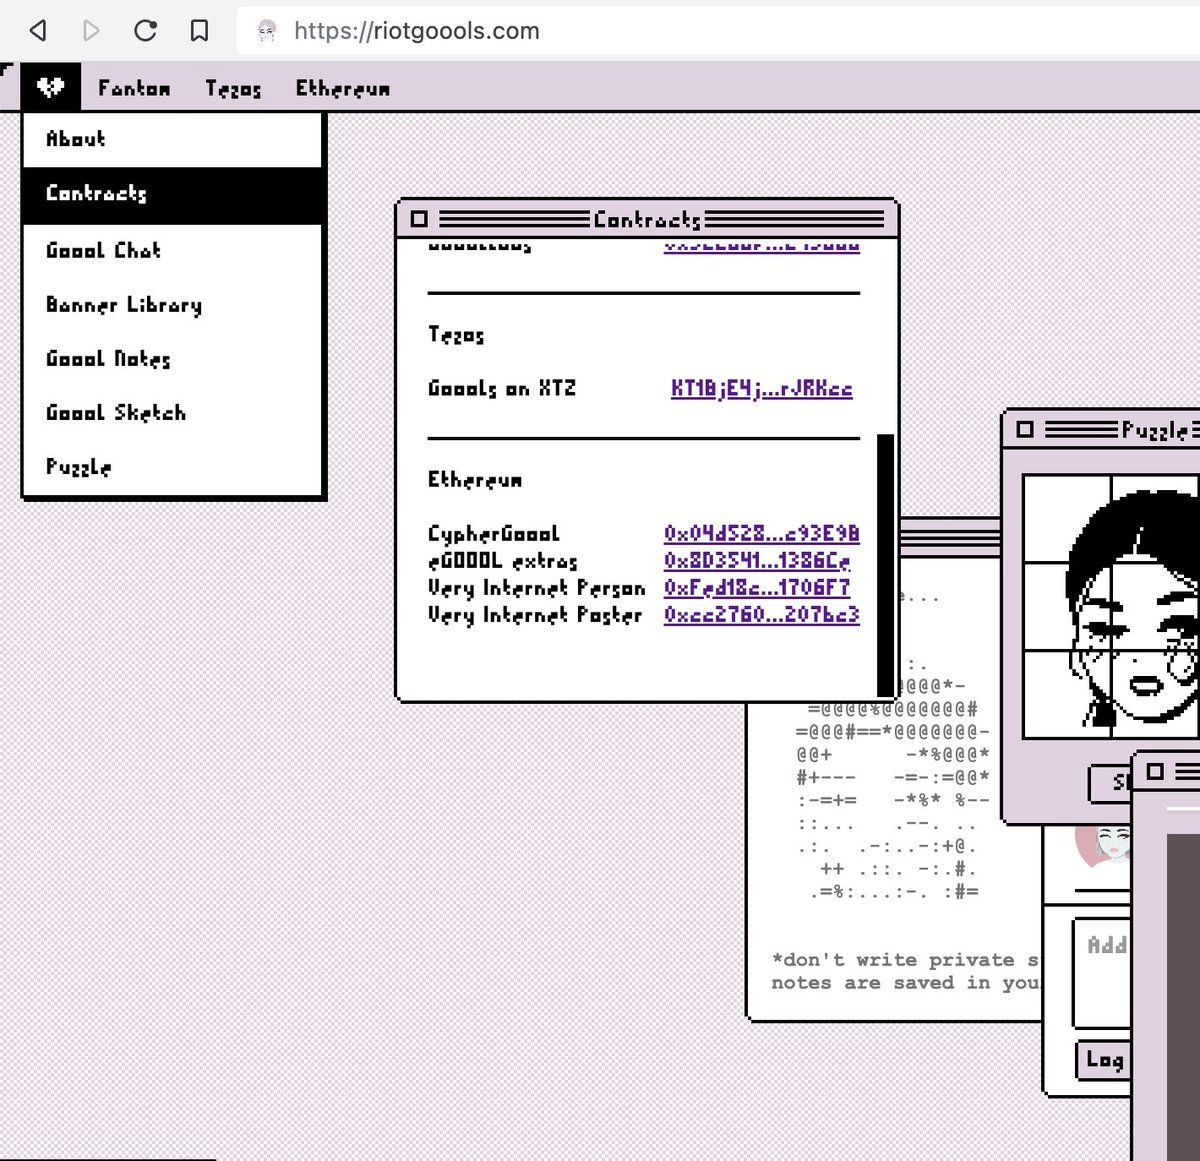 https://riotgoools.com
Fantom Tezos Ethereum
About
Contracts
Goool Chat
Banner Library
Goool Notes
Goool Sketch
Puzzle
Contracts
Tezos
Goools on XTZ KT1BjE4j...rJRKcc
Ethereum
CypherGoool 0x04d528...c93E9B
eGOOOL extras 0x8D3541...1386Ce
Very Internet Person 0xFed18c...1706F7
Very Internet Poster 0xcc2760...207bc3
Puzzle
*don't write private s
notes are saved in you
Add
Log